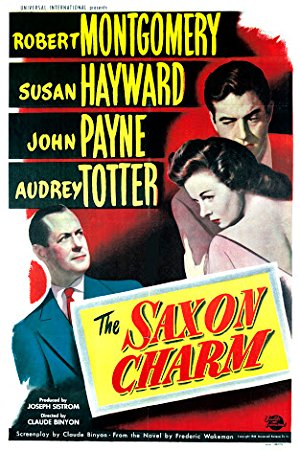 UNIVERSAL INTERNATIONAL presents
ROBERT MONTGOMERY
SUSAN HAYWARD
JOHN PAYNE
AUDREY TOTTER
The
SAXON
CHARM
Produced by
JOSEPH SISTROM
Directed by
CLAUDE BINYON
Screenplay by Claude Binyon - From the Novel by Frederic Wakeman